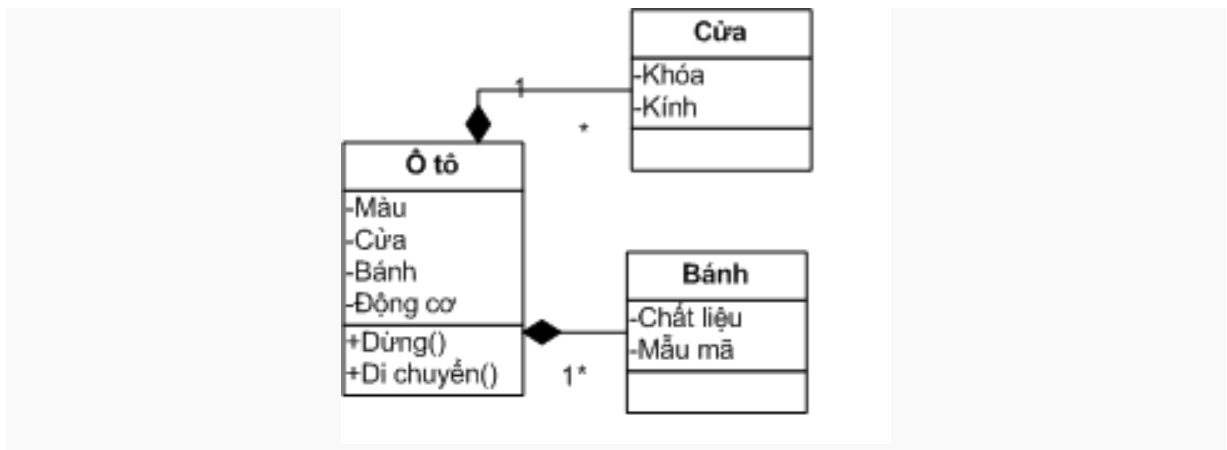 Cửa
-Khóa
-Kính
1
*
Ô tô
-Màu
-Cửa
-Bánh
-Động cơ
+Dừng()
+Di chuyển()
Bánh
-Chất liệu
-Mẫu mã
1*